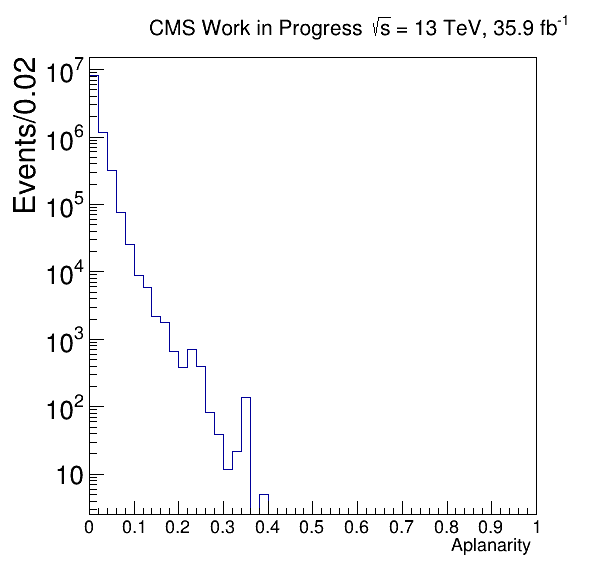 CMS Work in Progress √s = 13 TeV, 35.9 fb⁻¹
Events/0.02
10⁷
10⁶
10⁵
10⁴
10³
10²
10
0 0.1 0.2 0.3 0.4 0.5 0.6 0.7 0.8 0.9 1
Aplanarity